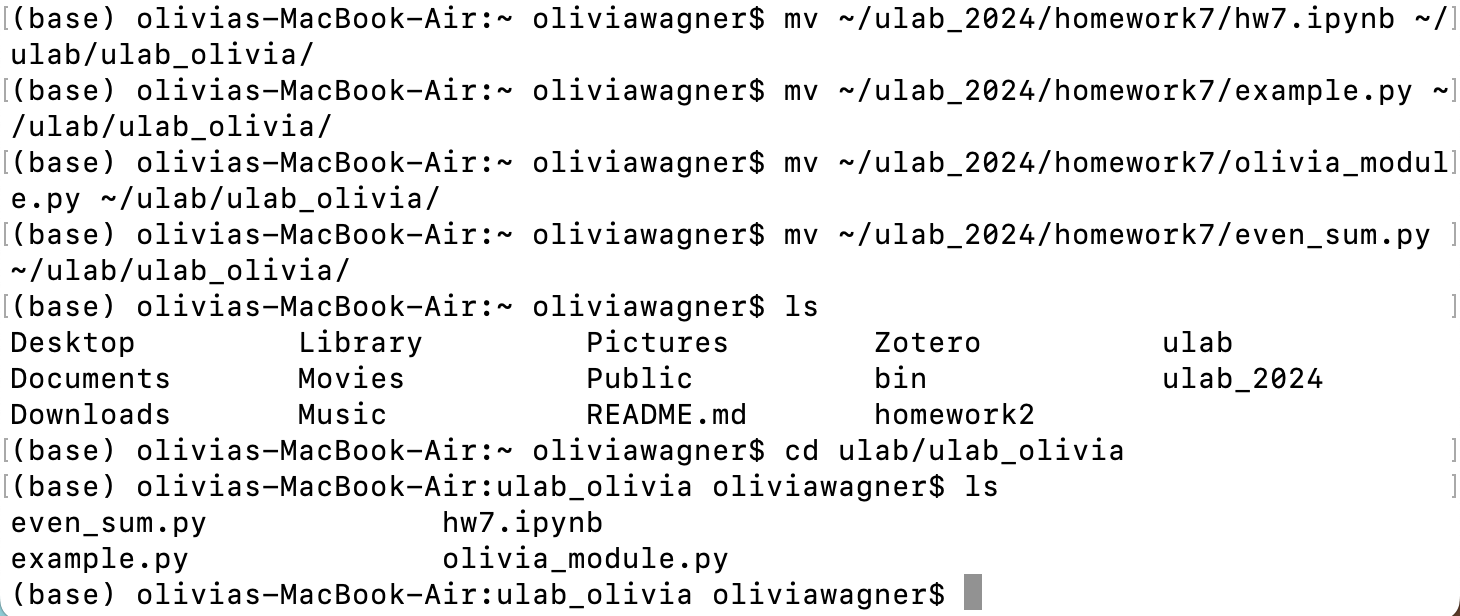 [(base) olivias-MacBook-Air:~ oliviawagner$ mv ~/ulab_2024/homework7/hw7.ipynb ~/]
ulab/ulab_olivia/
[(base) olivias-MacBook-Air:~ oliviawagner$ mv ~/ulab_2024/homework7/example.py ~]
/ulab/ulab_olivia/
[(base) olivias-MacBook-Air:~ oliviawagner$ mv ~/ulab_2024/homework7/olivia_modul]
e.py ~/ulab/ulab_olivia/
[(base) olivias-MacBook-Air:~ oliviawagner$ mv ~/ulab_2024/homework7/even_sum.py ]
~/ulab/ulab_olivia/
[(base) olivias-MacBook-Air:~ oliviawagner$ ls ]
Desktop Library Pictures Zotero ulab
Documents Movies Public bin ulab_2024
Downloads Music README.md homework2
[(base) olivias-MacBook-Air:~ oliviawagner$ cd ulab/ulab_olivia ]
[(base) olivias-MacBook-Air:ulab_olivia oliviawagner$ ls ]
even_sum.py hw7.ipynb
example.py olivia_module.py
(base) olivias-MacBook-Air:ulab_olivia oliviawagner$